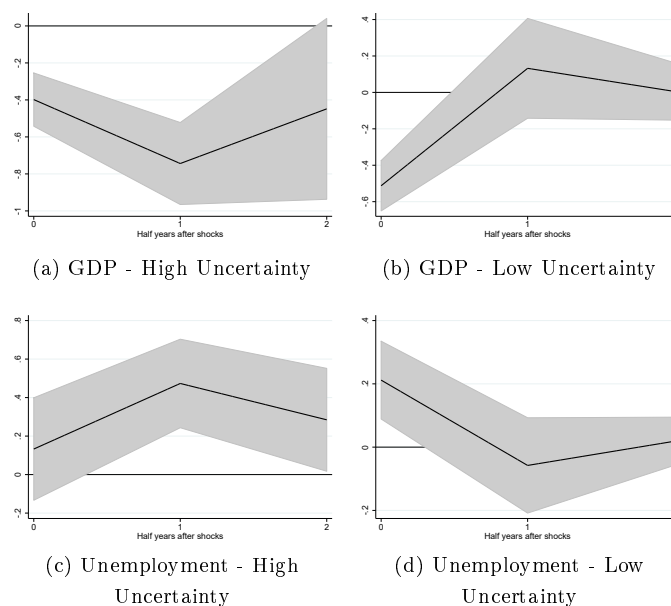 0
-.2
-.4
-.6
-.8
-1
0 1 2
Half years after shocks
(a) GDP - High Uncertainty
.4
.2
0
-.2
-.4
-.6
0 1
Half years after shocks
(b) GDP - Low Uncertainty
.8
.6
.4
.2
0
-.2
0 1 2
Half years after shocks
(c) Unemployment - High
Uncertainty
.4
.2
0
-.2
0 1
Half years after shocks
(d) Unemployment - Low
Uncertainty